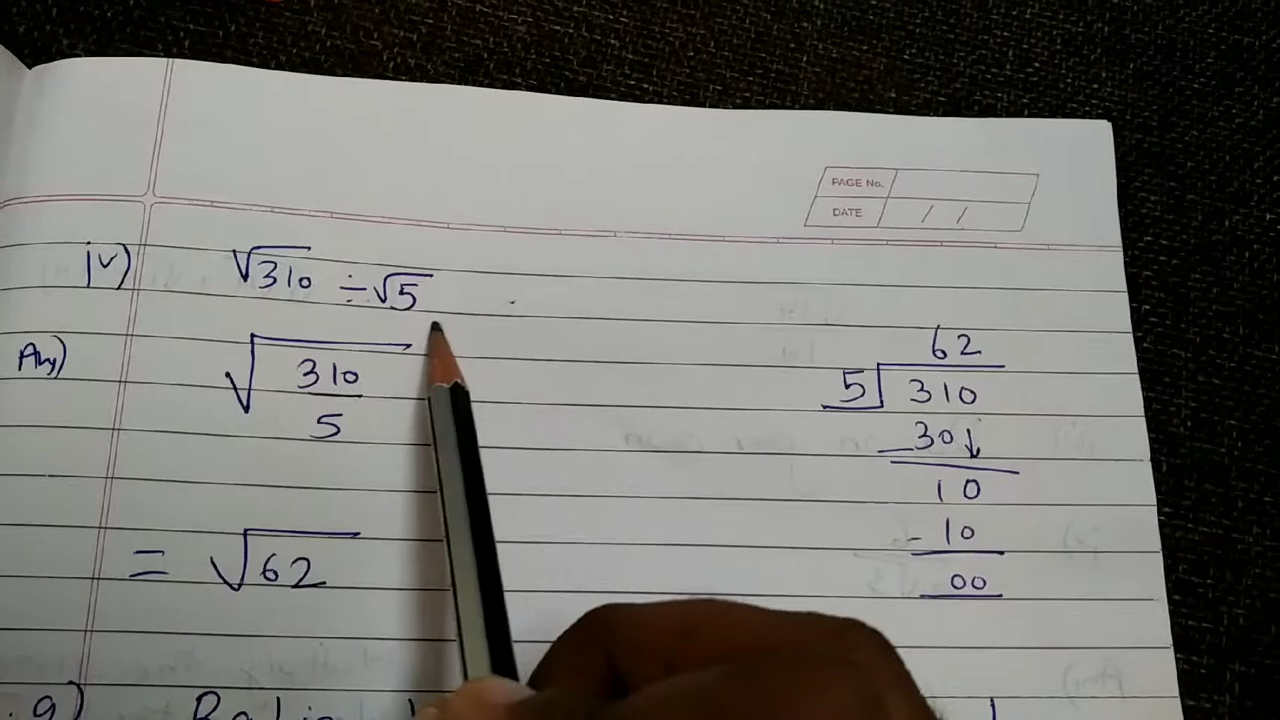 PAGE No.
DATE / /
iv) √310 ÷ √5
Ans) √(310/5)
= √62
62
5 310
30↓
10
- 10
00
9)